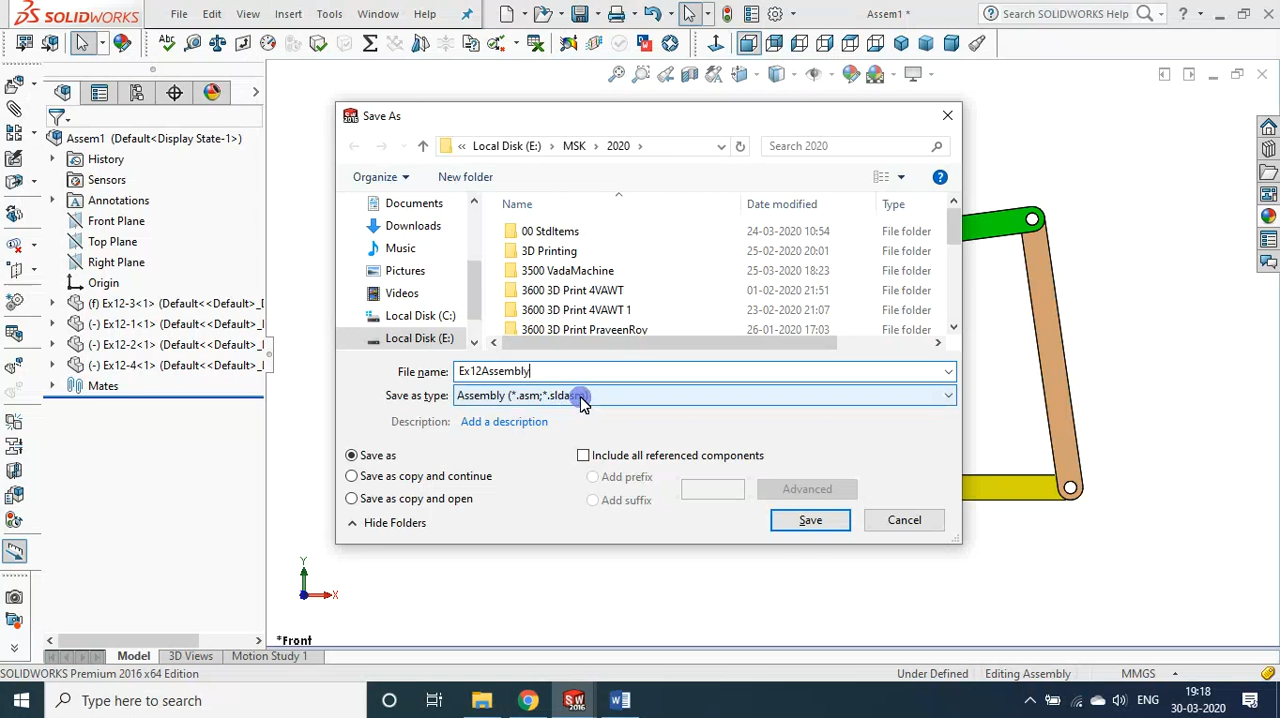 SOLIDWORKS
File
Edit
View
Insert
Tools
Window
Help
Assem1 *
Search SOLIDWORKS Help
Assem1 (Default<Display State-1>)
History
Sensors
Annotations
Front Plane
Top Plane
Right Plane
Origin
(f) Ex12-3<1> (Default<<Default>_
(-) Ex12-1<1> (Default<<Default>_
(-) Ex12-2<1> (Default<<Default>_
(-) Ex12-4<1> (Default<<Default>_
Mates
Save As
« Local Disk (E:) > MSK > 2020 >
Search 2020
Organize
New folder
Documents
Downloads
Music
Pictures
Videos
Local Disk (C:)
Local Disk (E:)
Name Date modified Type
00 StdItems 24-03-2020 10:54 File folder
3D Printing 25-02-2020 20:01 File folder
3500 VadaMachine 25-03-2020 18:23 File folder
3600 3D Print 4VAWT 01-02-2020 21:51 File folder
3600 3D Print 4VAWT 1 23-02-2020 21:07 File folder
3600 3D Print PraveenRoy 26-01-2020 17:03 File folder
File name: Ex12Assembly
Save as type: Assembly (*.asm;*.sldasm)
Description: Add a description
Save as
Save as copy and continue
Save as copy and open
Include all referenced components
Add prefix
Add suffix
Advanced
Hide Folders
Save
Cancel
Y
X
*Front
Model
3D Views
Motion Study 1
SOLIDWORKS Premium 2016 x64 Edition
Under Defined
Editing Assembly
MMGS
Type here to search
SW
2016
W
ENG
19:18
30-03-2020